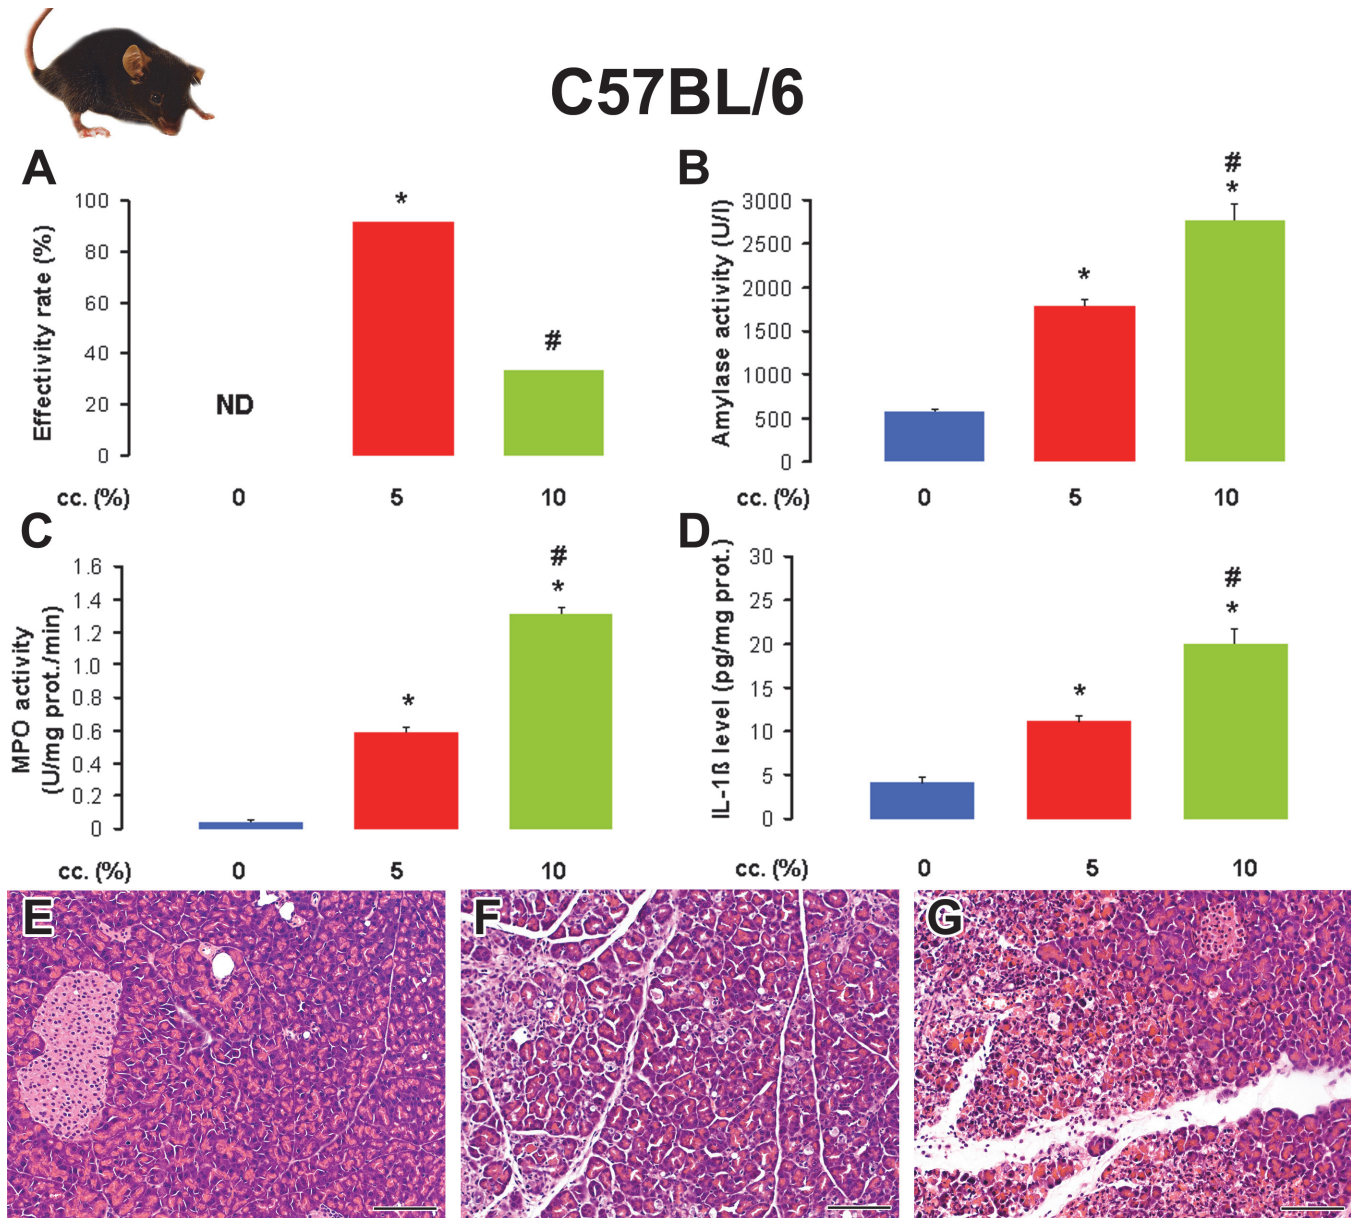 C57BL/6
A
Effectivity rate (%)
100
80
60
40
20
0
ND
*
#
cc. (%) 0 5 10
B
Amylase activity (U/l)
3000
2500
2000
1500
1000
500
0
*
#
*
cc. (%) 0 5 10
C
MPO activity
(U/mg prot./min)
1.6
1.4
1.2
1.0
0.8
0.6
0.4
0.2
0
*
#
*
cc. (%) 0 5 10
D
IL-1ß level (pg/mg prot.)
30
25
20
15
10
5
0
*
#
*
cc. (%) 0 5 10
E
F
G